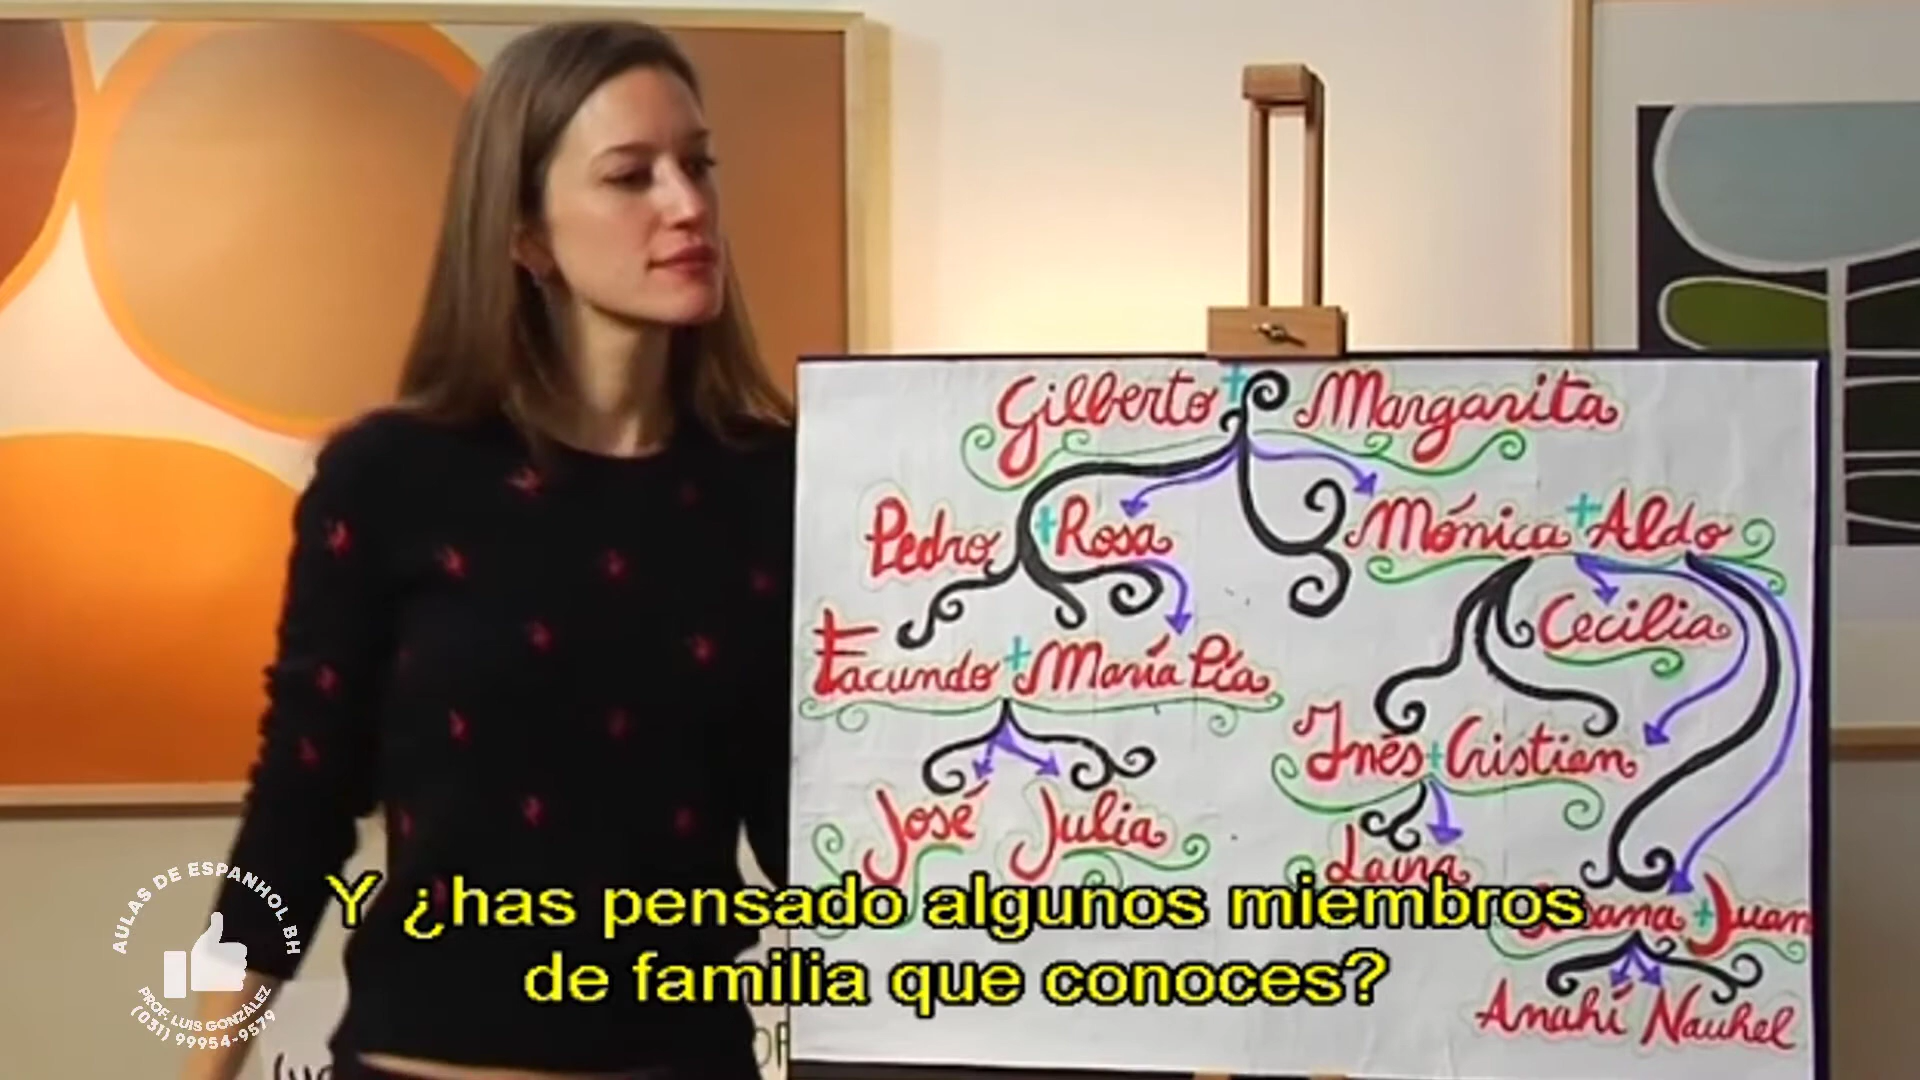 Gilberto + Margarita
Pedro + Rosa
Mónica + Aldo
Cecilia
Facundo + María Pía
Inés + Cristian
José Julia
Laura
+ Juan
Anahí Nauhel
Y ¿has pensado algunos miembros
de familia que conoces?
AULAS DE ESPANHOL BH
PROF. LUIS GONZÁLEZ
(031) 99954-9579